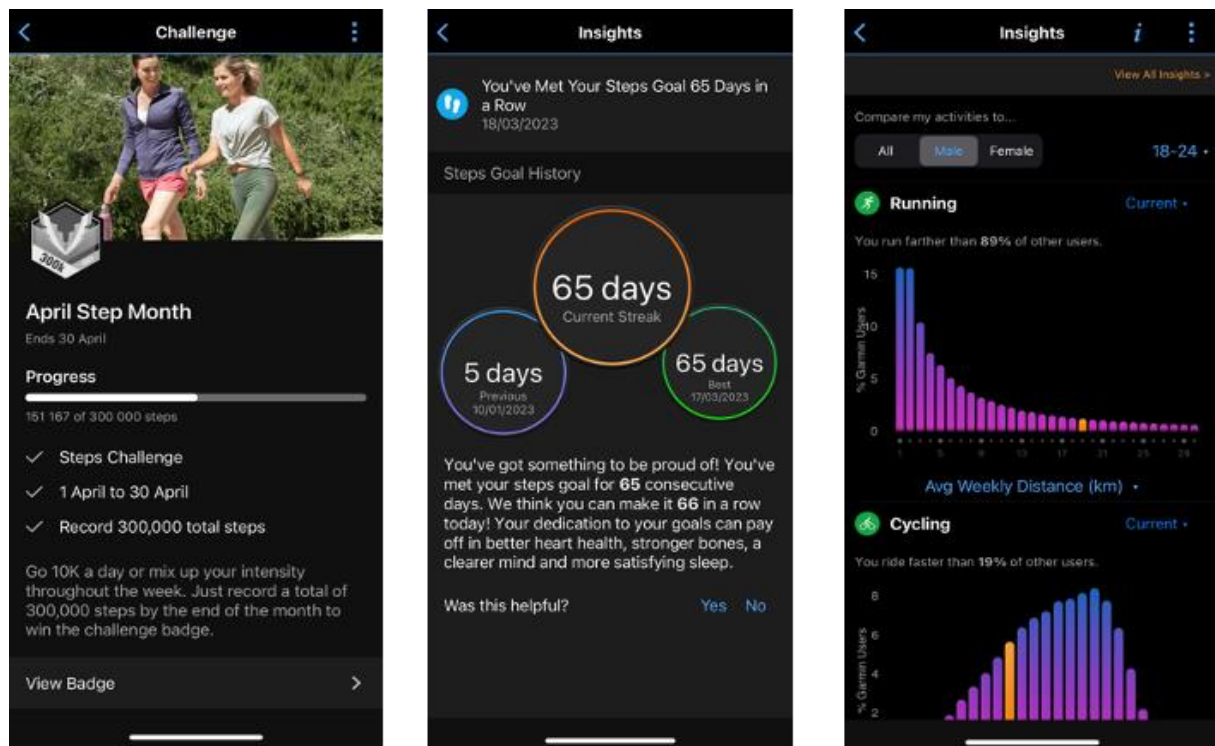 Challenge
300k
April Step Month
Ends 30 April
Progress
151 167 of 300 000 steps
Steps Challenge
1 April to 30 April
Record 300,000 total steps
Go 10K a day or mix up your intensity
throughout the week. Just record a total of
300,000 steps by the end of the month to
win the challenge badge.
View Badge
Insights
You've Met Your Steps Goal 65 Days in
a Row
18/03/2023
Steps Goal History
65 days
Current Streak
5 days
Previous
10/01/2023
65 days
Best
17/03/2023
You've got something to be proud of! You've
met your steps goal for 65 consecutive
days. We think you can make it 66 in a row
today! Your dedication to your goals can pay
off in better heart health, stronger bones, a
clearer mind and more satisfying sleep.
Was this helpful? Yes No
Insights i
View All Insights >
Compare my activities to...
All Male Female 18-24
Running Current
You run farther than 89% of other users.
% Garmin Users
15
10
5
0
1 5 9 13 17 21 25 29
Avg Weekly Distance (km)
Cycling Current
You ride faster than 19% of other users.
% Garmin Users
8
6
4
2